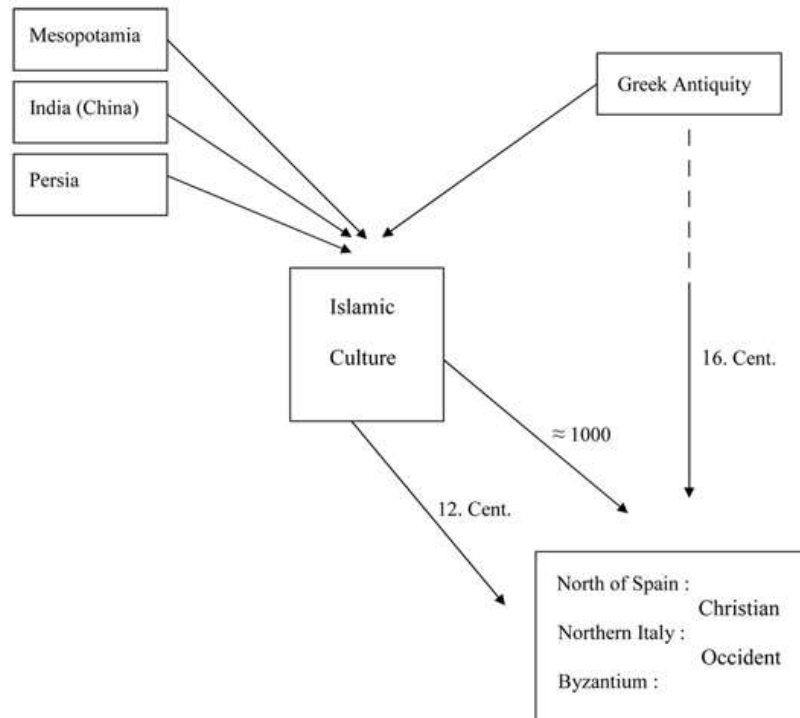 Mesopotamia
India (China)
Persia
Greek Antiquity
Islamic
Culture
16. Cent.
≈ 1000
12. Cent.
North of Spain :
Christian
Northern Italy :
Occident
Byzantium :